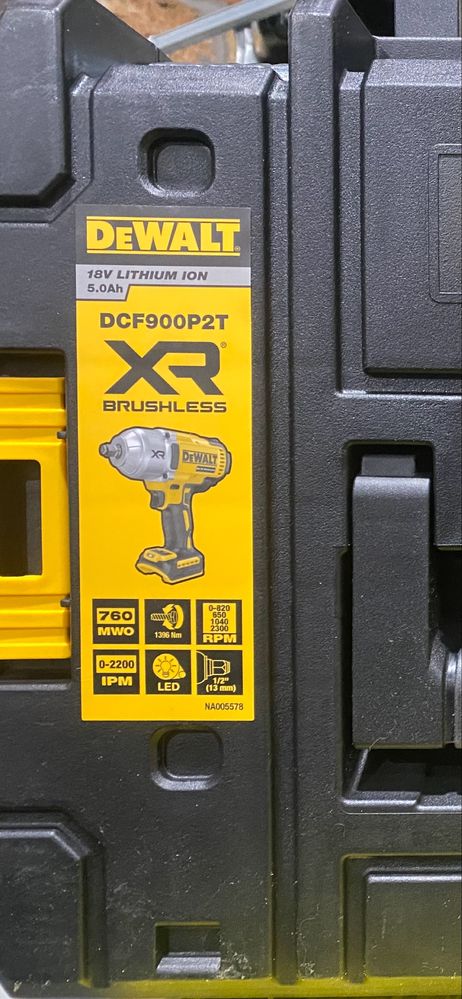 DEWALT®
18V LITHIUM ION
5.0Ah
DCF900P2T
XR®
BRUSHLESS
XR
DEWALT
760
MWO
1396 Nm
0-820
550
1040
2300
RPM
0-2200
IPM
LED
1/2"
(13 mm)
NA005578